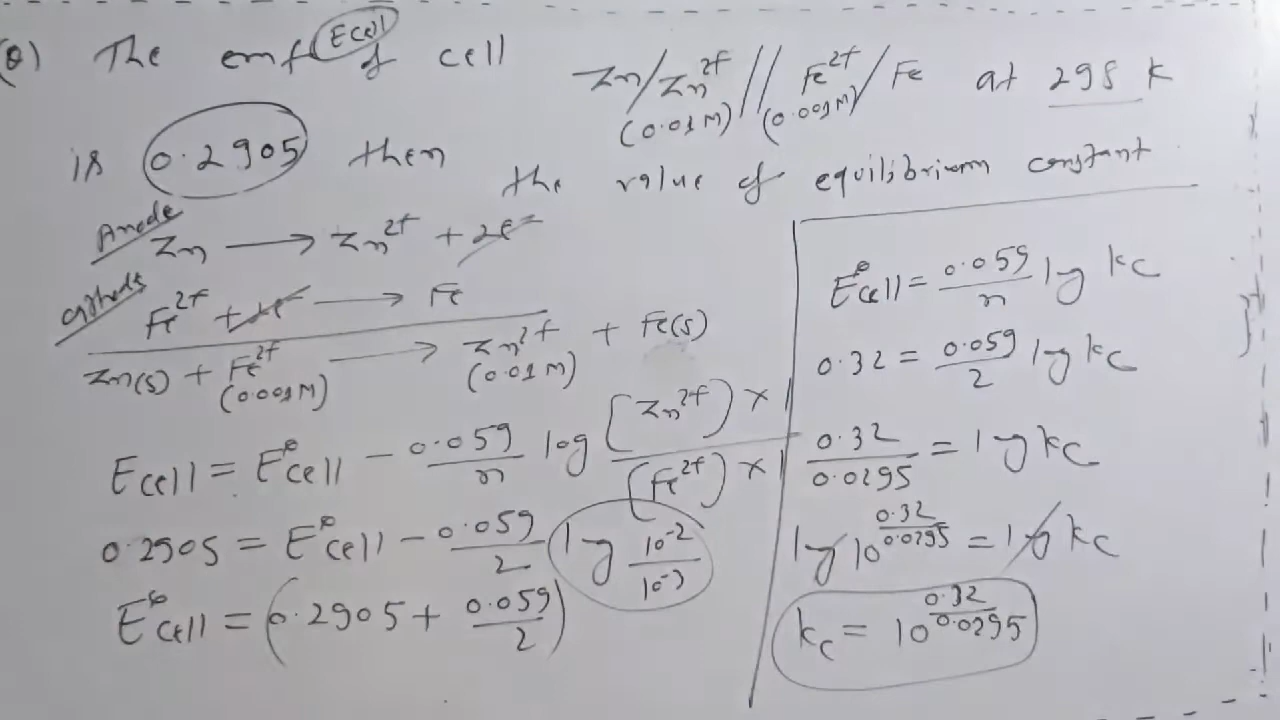 (Q) The emf (Ecell) of cell Zn/Zn²⁺//Fe²⁺/Fe at 298 K
(0.01M) (0.001M)
is 0.2905 then the value of equilibrium constant
Anode Zn ⟶ Zn²⁺ + 2e⁻
Cathode Fe²⁺ + 2e⁻ ⟶ Fe
Zn(s) + Fe²⁺ ⟶ Zn²⁺ + Fe(s)
(0.001M) (0.01M)
Ecell = E°cell - 0.059/n log [Zn²⁺] × 1 / [Fe²⁺] × 1
0.2905 = E°cell - 0.059/2 log 10⁻²/10⁻³
E°cell = (0.2905 + 0.059/2)
E°cell = 0.059/n log kc
0.32 = 0.059/2 log kc
0.32/0.0295 = log kc
log 10^(0.32/0.0295) = log kc
kc = 10^(0.32/0.0295)